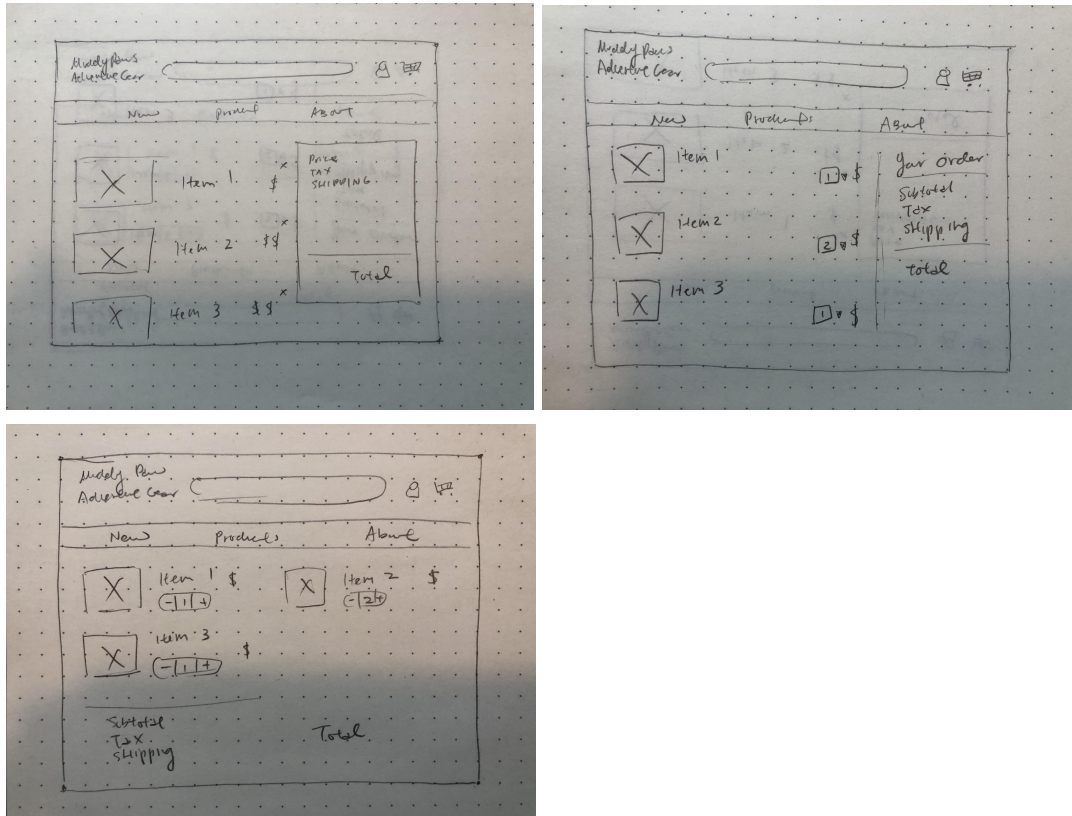 Muddy Paws
Adventure Gear
New Product About
Item 1 $ x
Item 2 $$ x
Item 3 $$ x
Price
TAX
SHIPPING
Total
Muddy Paws
Adventure Gear
New Products About
Item 1
1 $
Item 2
2 $
Item 3
1 $
Your order
Subtotal
Tax
Shipping
Total
Muddy Paws
Adventure Gear
New Products About
Item 1 $
- 1 +
Item 2 $
- 2 +
Item 3 $
- 1 +
Subtotal
Tax
Shipping
Total